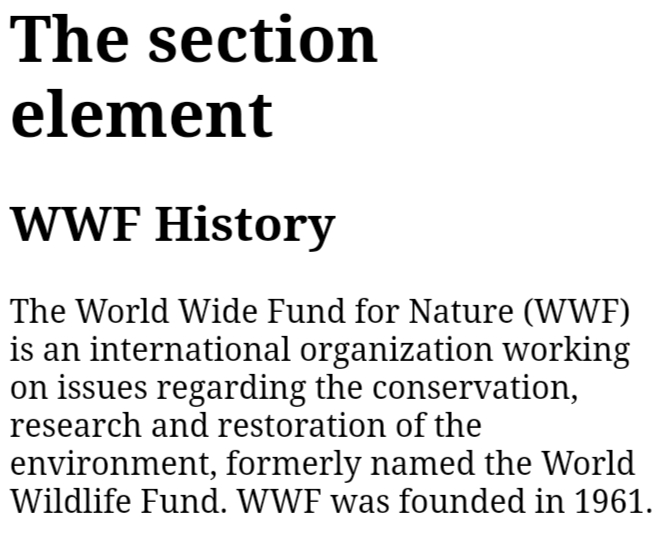 The section
element
WWF History
The World Wide Fund for Nature (WWF)
is an international organization working
on issues regarding the conservation,
research and restoration of the
environment, formerly named the World
Wildlife Fund. WWF was founded in 1961.